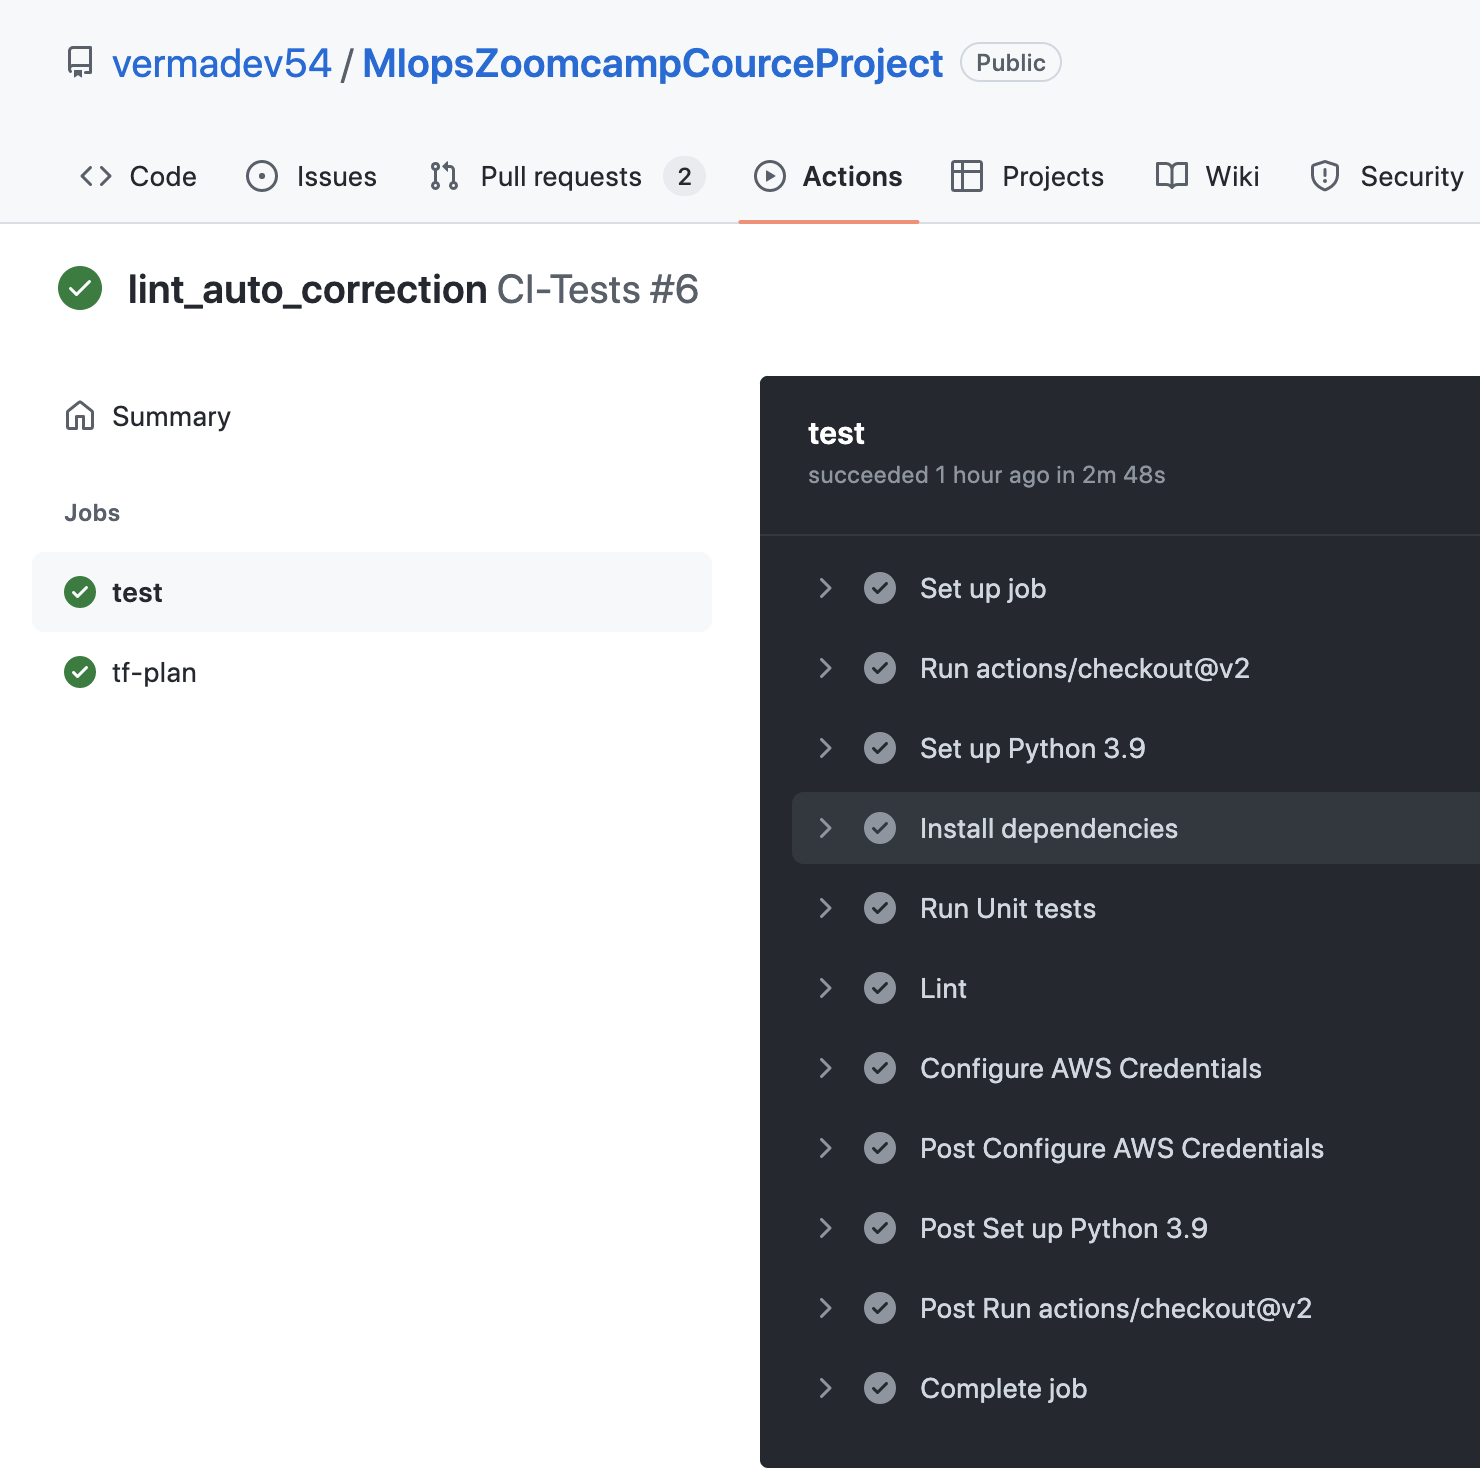 vermadev54 / MlopsZoomcampCourceProject Public
Code Issues Pull requests 2 Actions Projects Wiki Security
lint_auto_correction CI-Tests #6
Summary
Jobs
test
tf-plan
test
succeeded 1 hour ago in 2m 48s
Set up job
Run actions/checkout@v2
Set up Python 3.9
Install dependencies
Run Unit tests
Lint
Configure AWS Credentials
Post Configure AWS Credentials
Post Set up Python 3.9
Post Run actions/checkout@v2
Complete job